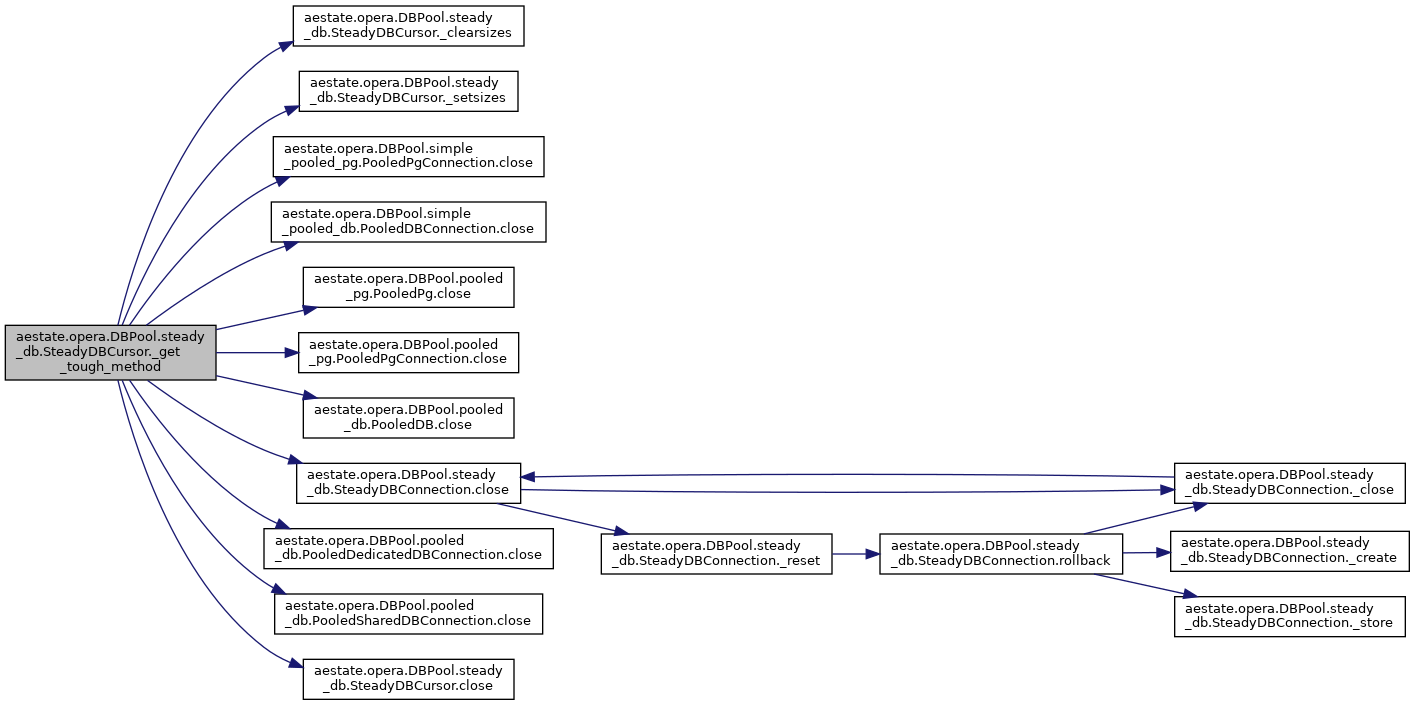 aestate.opera.DBPool.steady
_db.SteadyDBCursor._clearsizes
aestate.opera.DBPool.steady
_db.SteadyDBCursor._setsizes
aestate.opera.DBPool.simple
_pooled_pg.PooledPgConnection.close
aestate.opera.DBPool.simple
_pooled_db.PooledDBConnection.close
aestate.opera.DBPool.pooled
_pg.PooledPg.close
aestate.opera.DBPool.steady
_db.SteadyDBCursor._get
_tough_method
aestate.opera.DBPool.pooled
_pg.PooledPgConnection.close
aestate.opera.DBPool.pooled
_db.PooledDB.close
aestate.opera.DBPool.steady
_db.SteadyDBConnection.close
aestate.opera.DBPool.steady
_db.SteadyDBConnection._close
aestate.opera.DBPool.pooled
_db.PooledDedicatedDBConnection.close
aestate.opera.DBPool.steady
_db.SteadyDBConnection._reset
aestate.opera.DBPool.steady
_db.SteadyDBConnection.rollback
aestate.opera.DBPool.steady
_db.SteadyDBConnection._create
aestate.opera.DBPool.pooled
_db.PooledSharedDBConnection.close
aestate.opera.DBPool.steady
_db.SteadyDBConnection._store
aestate.opera.DBPool.steady
_db.SteadyDBCursor.close